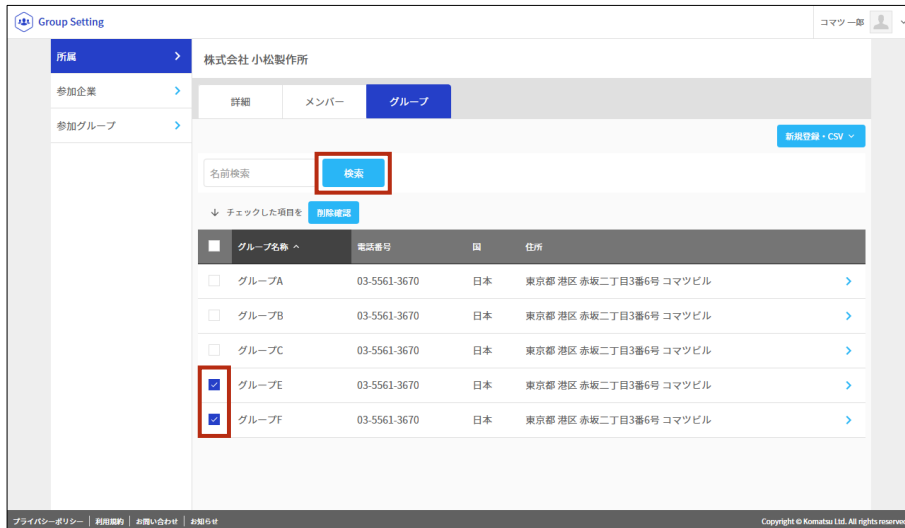 Group Setting
コマツ 一郎
所属
参加企業
参加グループ
株式会社 小松製作所
詳細 メンバー グループ
新規登録・CSV
名前検索 検索
チェックした項目を 削除確認
グループ名称 電話番号 国 住所
グループA 03-5561-3670 日本 東京都 港区 赤坂二丁目3番6号 コマツビル
グループB 03-5561-3670 日本 東京都 港区 赤坂二丁目3番6号 コマツビル
グループC 03-5561-3670 日本 東京都 港区 赤坂二丁目3番6号 コマツビル
グループE 03-5561-3670 日本 東京都 港区 赤坂二丁目3番6号 コマツビル
グループF 03-5561-3670 日本 東京都 港区 赤坂二丁目3番6号 コマツビル
プライバシーポリシー | 利用規約 | お問い合わせ | お知らせ
Copyright © Komatsu Ltd. All rights reserved